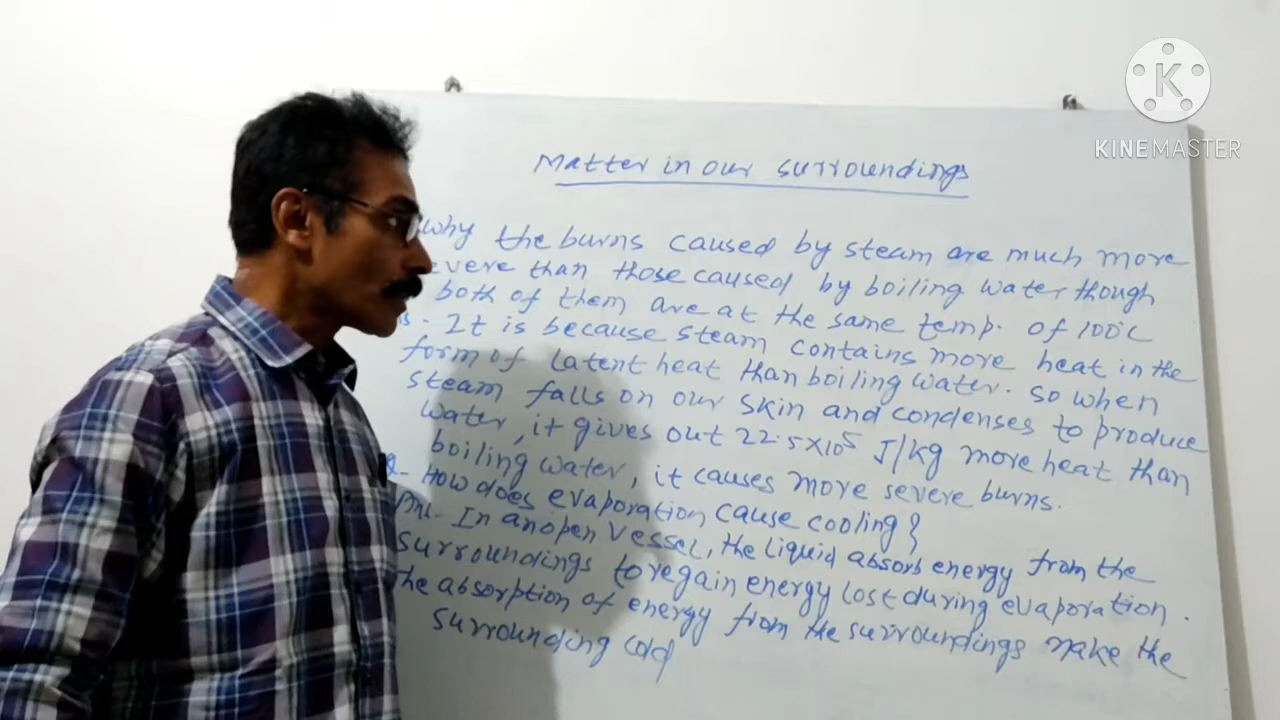 KINEMASTER
Matter in our surroundings
why the burns caused by steam are much more
evere than those caused by boiling water though
both of them are at the same temp. of 100°C
s. It is because steam contains more heat in the
form of latent heat than boiling water. so when
steam falls on our skin and condenses to produce
water, it gives out 22.5×10⁵ J/kg more heat than
boiling water, it causes more severe burns.
Q- How does evaporation cause cooling?
Ans- In an open vessel, the liquid absorb energy from the
surroundings to regain energy lost during evaporation.
The absorption of energy from the surroundings make the
surrounding cold